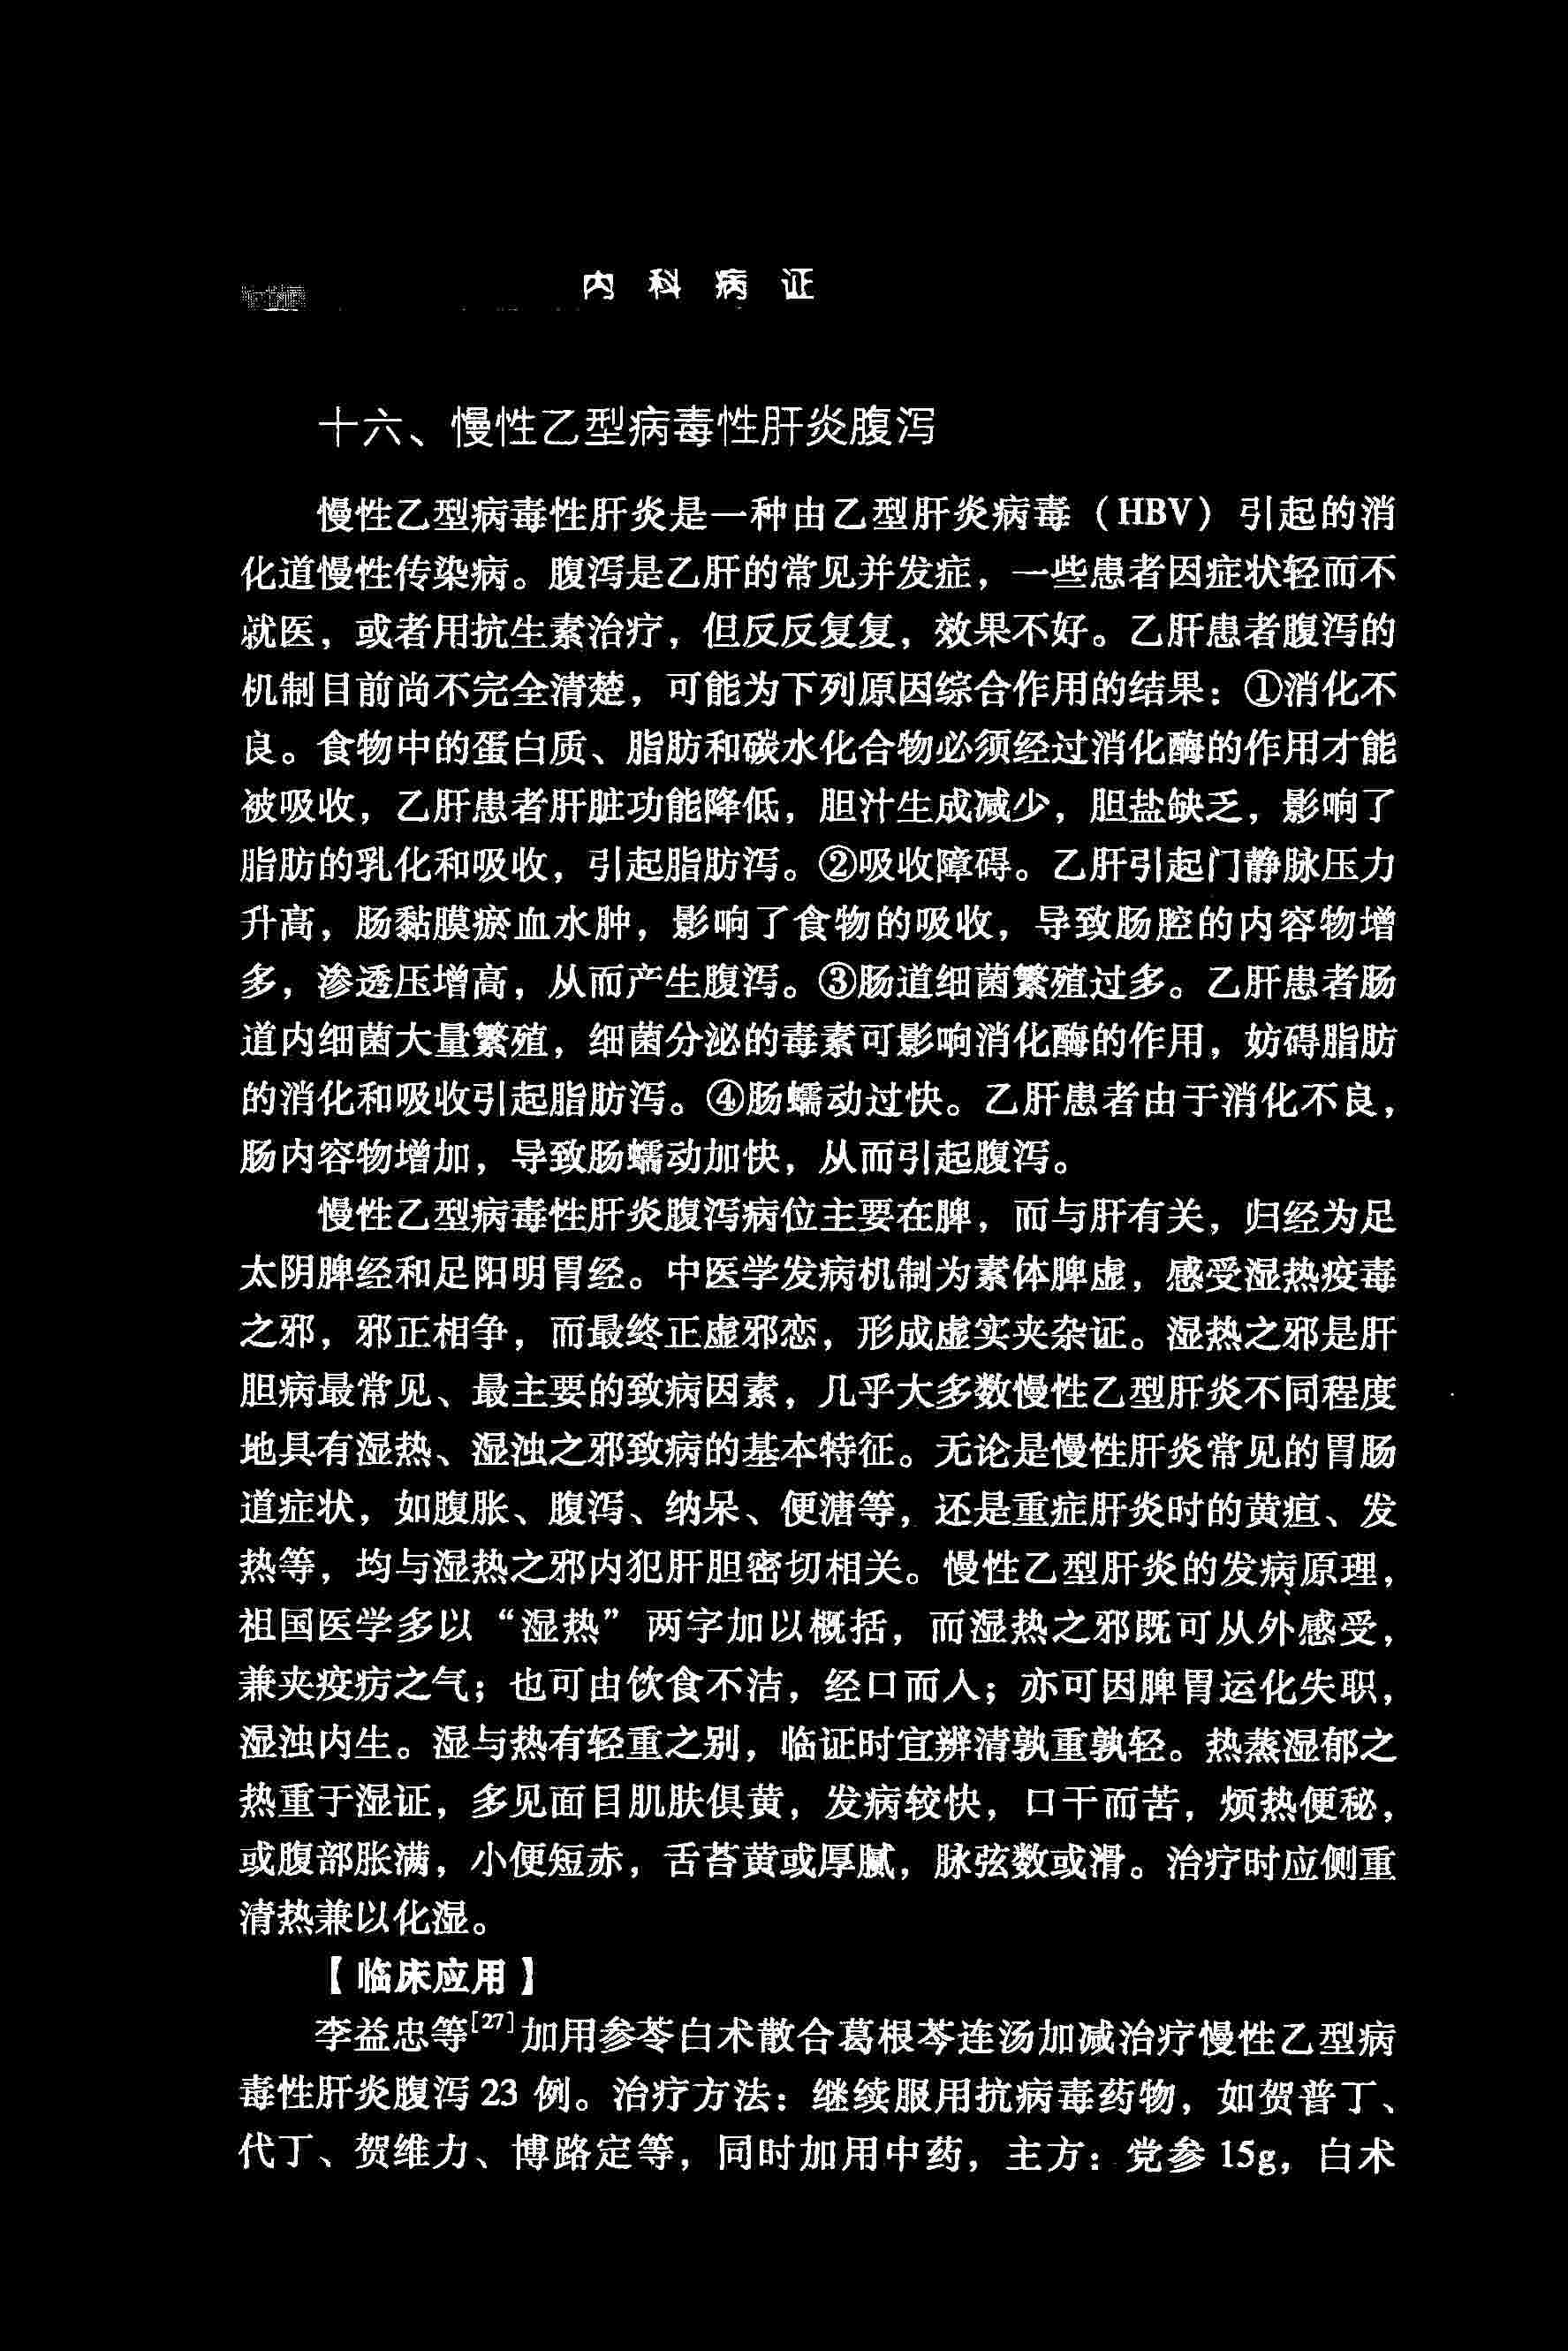 内科病证
十六、慢性乙型病毒性肝炎腹泻
慢性乙型病毒性肝炎是一种由乙型肝炎病毒（HBV）引起的消
化道慢性传染病。腹泻是乙肝的常见并发症，一些患者因症状轻而不
就医，或者用抗生素治疗，但反反复复，效果不好。乙肝患者腹泻的
机制目前尚不完全清楚，可能为下列原因综合作用的结果：①消化不
良。食物中的蛋白质、脂肪和碳水化合物必须经过消化酶的作用才能
被吸收，乙肝患者肝脏功能降低，胆汁生成减少，胆盐缺乏，影响了
脂肪的乳化和吸收，引起脂肪泻。②吸收障碍。乙肝引起门静脉压力
升高，肠黏膜瘀血水肿，影响了食物的吸收，导致肠腔的内容物增
多，渗透压增高，从而产生腹泻。③肠道细菌繁殖过多。乙肝患者肠
道内细菌大量繁殖，细菌分泌的毒素可影响消化酶的作用，妨碍脂肪
的消化和吸收引起脂肪泻。④肠蠕动过快。乙肝患者由于消化不良，
肠内容物增加，导致肠蠕动加快，从而引起腹泻。
慢性乙型病毒性肝炎腹泻病位主要在脾，而与肝有关，归经为足
太阴脾经和足阳明胃经。中医学发病机制为素体脾虚，感受湿热疫毒
之邪，邪正相争，而最终正虚邪恋，形成虚实夹杂证。湿热之邪是肝
胆病最常见、最主要的致病因素，几乎大多数慢性乙型肝炎不同程度
地具有湿热、湿浊之邪致病的基本特征。无论是慢性肝炎常见的胃肠
道症状，如腹胀、腹泻、纳呆、便溏等，还是重症肝炎时的黄疸、发
热等，均与湿热之邪内犯肝胆密切相关。慢性乙型肝炎的发病原理，
祖国医学多以“湿热”两字加以概括，而湿热之邪既可从外感受，
兼夹疫疠之气；也可由饮食不洁，经口而入；亦可因脾胃运化失职，
湿浊内生。湿与热有轻重之别，临证时宜辨清孰重孰轻。热蒸湿郁之
热重于湿证，多见面目肌肤俱黄，发病较快，口干而苦，烦热便秘，
或腹部胀满，小便短赤，舌苔黄或厚腻，脉弦数或滑。治疗时应侧重
清热兼以化湿。
【临床应用】
李益忠等[27]加用参苓白术散合葛根芩连汤加减治疗慢性乙型病
毒性肝炎腹泻23例。治疗方法：继续服用抗病毒药物，如贺普丁、
代丁、贺维力、博路定等，同时加用中药，主方：党参15g，白术